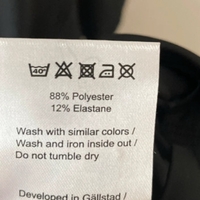 40°
88% Polyester
12% Elastane
Wash with similar colors /
Wash and iron inside out /
Do not tumble dry
Developed in Gällstad /